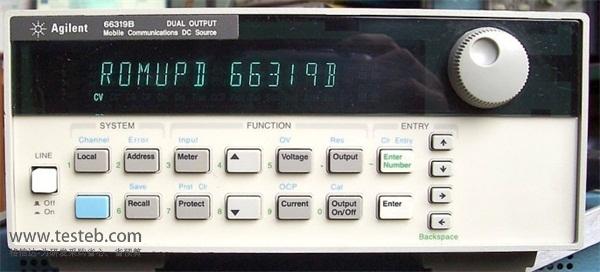 Agilent 66319B DUAL OUTPUT
Mobile Communications DC Source
ROMUPD 66319B
CV
SYSTEM FUNCTION ENTRY
Channel Error Input OV Res Clr Entry
LINE 1 Local 2 Address 3 Meter 4 5 Voltage - Output ~ Enter Number
Off
On
Save Prot Clr OCP Cal
6 Recall 7 Protect 8 9 Current 0 Output On/Off . Enter
Backspace
www.testeb.com